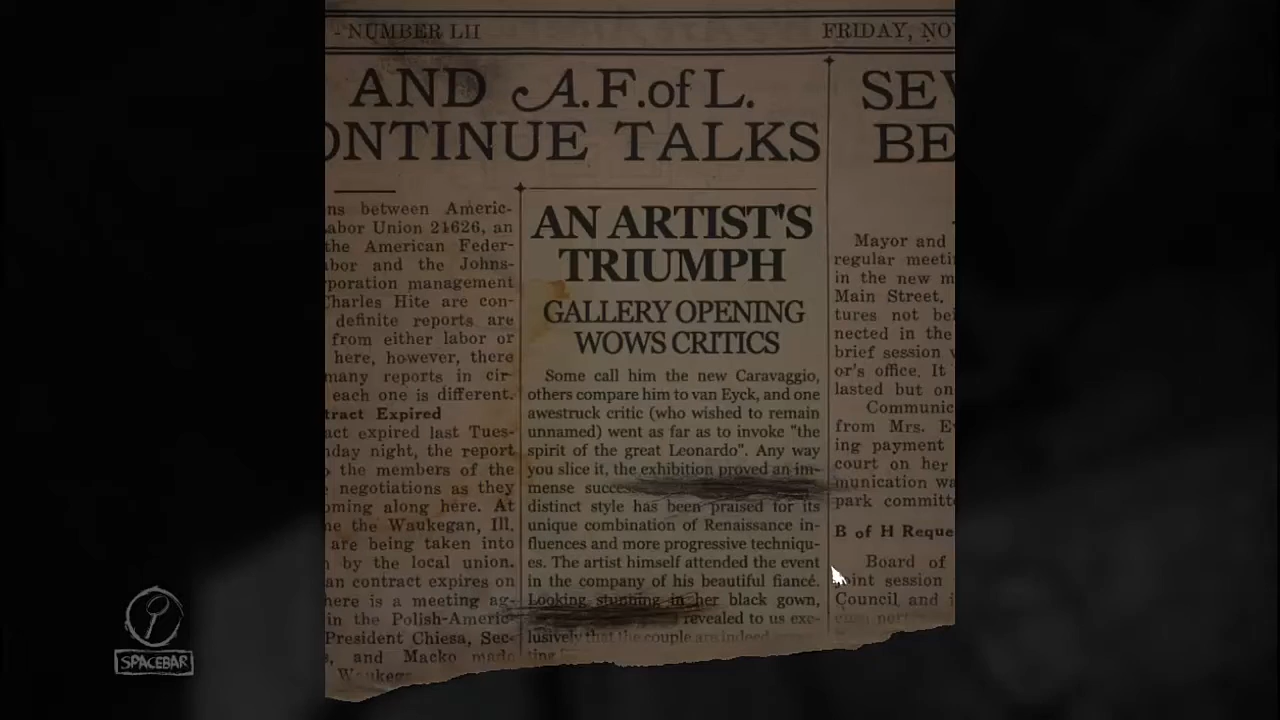 - NUMBER LII
FRIDAY, NO
AND A.F.of L.
ONTINUE TALKS
SEV
BE
ns between Americ-
abor Union 21626, an
the American Feder-
bor and the Johns-
poration management
Charles Hite are con-
definite reports are
from either labor or
here, however, there
many reports in cir-
each one is different.
tract Expired
act expired last Tues-
day night, the report
the members of the
negotiations as they
oming along here. At
the Waukegan, Ill.
are being taken into
by the local union.
an contract expires on
here is a meeting ag-
in the Polish-Americ-
President Chiesa, Sec-
, and Macko made
Waukega
AN ARTIST'S
TRIUMPH
GALLERY OPENING
WOWS CRITICS
Some call him the new Caravaggio,
others compare him to van Eyck, and one
awestruck critic (who wished to remain
unnamed) went as far as to invoke "the
spirit of the great Leonardo". Any way
you slice it, the exhibition proved an im-
mense succes
distinct style has been praised for its
unique combination of Renaissance in-
fluences and more progressive techniqu-
es. The artist himself attended the event
in the company of his beautiful fiancé.
Looking stunning in her black gown,
revealed to us exc-
lusively that the couple are indeed
ting
Mayor and
regular meetin
in the new m
Main Street.
tures not bei
nected in the
brief session
or's office. It
lasted but on
Communic
from Mrs. E
ing payment
court on her
munication wa
park committe
B of H Reque
Board of
joint session
Council and
SPACEBAR